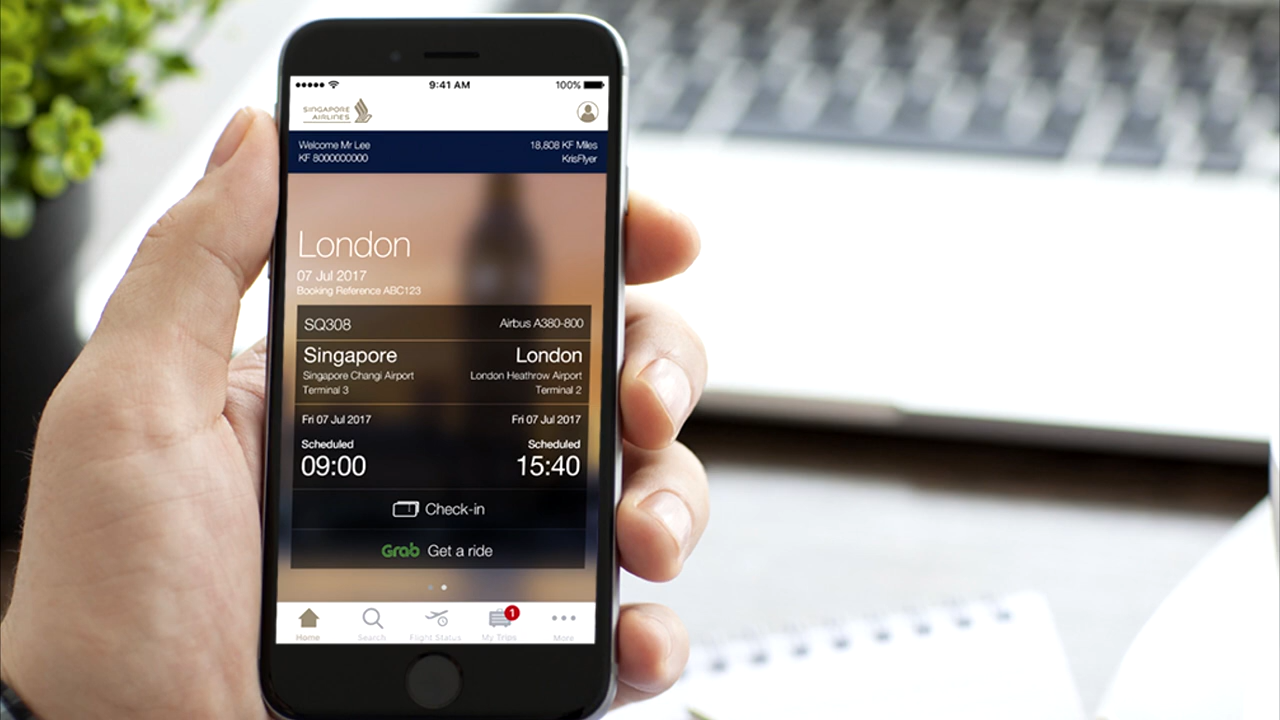 9:41 AM
100%
SINGAPORE
AIRLINES
Welcome Mr Lee
18,808 KF Miles
KF 8000000000
KrisFlyer
London
07 Jul 2017
Booking Reference ABC123
SQ308
Airbus A380-800
Singapore
London
Singapore Changi Airport
London Heathrow Airport
Terminal 3
Terminal 2
Fri 07 Jul 2017
Fri 07 Jul 2017
Scheduled
Scheduled
09:00
15:40
Check-in
Grab Get a ride
1
Home
Search
Flight Status
My Trips
More